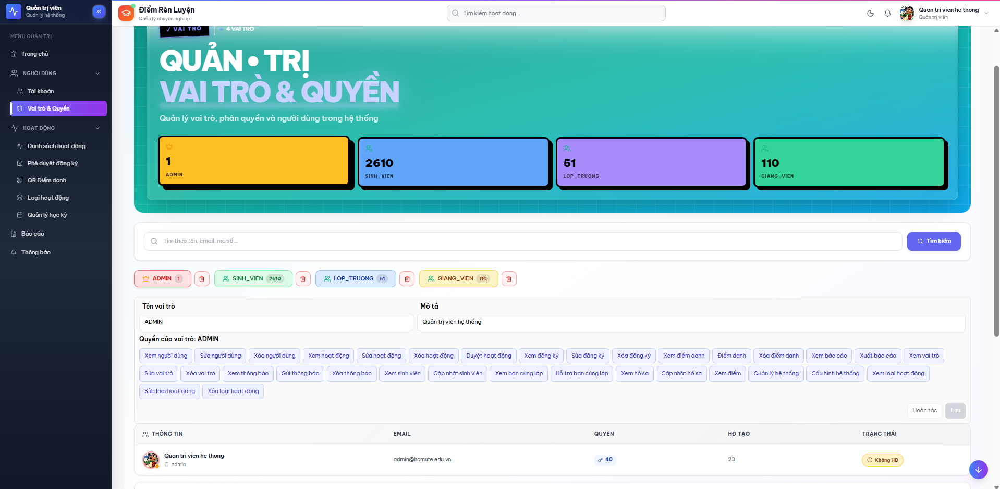 Quản trị viên
Quản lý hệ thống
MENU QUẢN TRỊ
Trang chủ
NGƯỜI DÙNG
Tài khoản
Vai trò & Quyền
HOẠT ĐỘNG
Danh sách hoạt động
Phê duyệt đăng ký
QR Điểm danh
Loại hoạt động
Quản lý học kỳ
Báo cáo
Thông báo
Điểm Rèn Luyện
Quản lý chuyên nghiệp
Tìm kiếm hoạt động...
Quan tri vien he thong
Quản trị viên
✓ VAI TRÒ
4 VAI TRÒ
QUẢN • TRỊ
VAI TRÒ & QUYỀN
Quản lý vai trò, phân quyền và người dùng trong hệ thống
1
ADMIN
2610
SINH_VIEN
51
LOP_TRUONG
110
GIANG_VIEN
Tìm theo tên, email, mã số...
Tìm kiếm
ADMIN 1
SINH_VIEN 2610
LOP_TRUONG 51
GIANG_VIEN 110
Tên vai trò
Mô tả
ADMIN
Quản trị viên hệ thống
Quyền của vai trò: ADMIN
Xem người dùng Sửa người dùng Xóa người dùng Xem hoạt động Sửa hoạt động Xóa hoạt động Duyệt hoạt động Xem đăng ký Sửa đăng ký Xóa đăng ký Xem điểm danh Điểm danh Xóa điểm danh Xem báo cáo Xuất báo cáo Xem vai trò
Sửa vai trò Xóa vai trò Xem thông báo Gửi thông báo Xóa thông báo Xem sinh viên Cập nhật sinh viên Xem bạn cùng lớp Hỗ trợ bạn cùng lớp Xem hồ sơ Cập nhật hồ sơ Xem điểm Quản lý hệ thống Cấu hình hệ thống Xem loại hoạt động
Sửa loại hoạt động Xóa loại hoạt động
Hoàn tác Lưu
THÔNG TIN EMAIL QUYỀN HĐ TẠO TRẠNG THÁI
Quan tri vien he thong
admin
admin@hcmute.edu.vn
40
23
Không HĐ